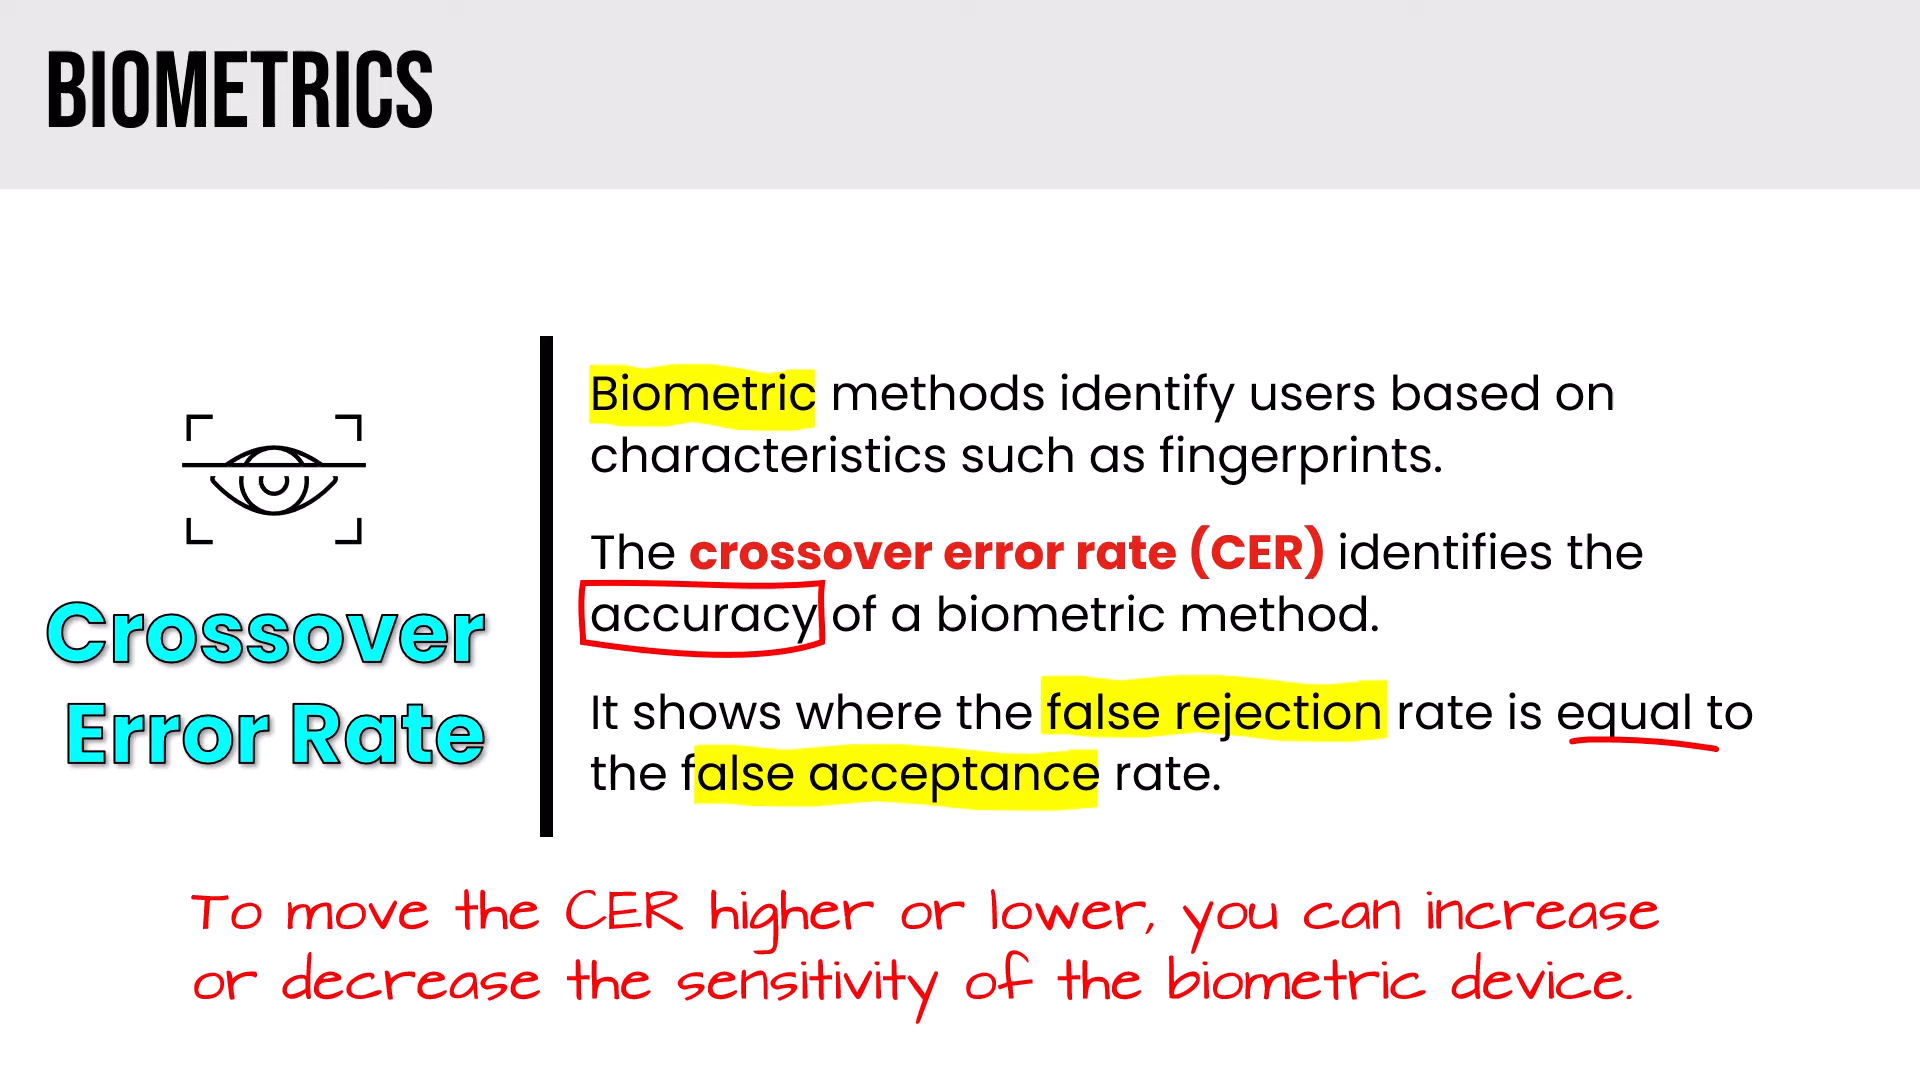 BIOMETRICS
Crossover
Error Rate
Biometric methods identify users based on
characteristics such as fingerprints.
The crossover error rate (CER) identifies the
accuracy of a biometric method.
It shows where the false rejection rate is equal to
the false acceptance rate.
To move the CER higher or lower, you can increase
or decrease the sensitivity of the biometric device.